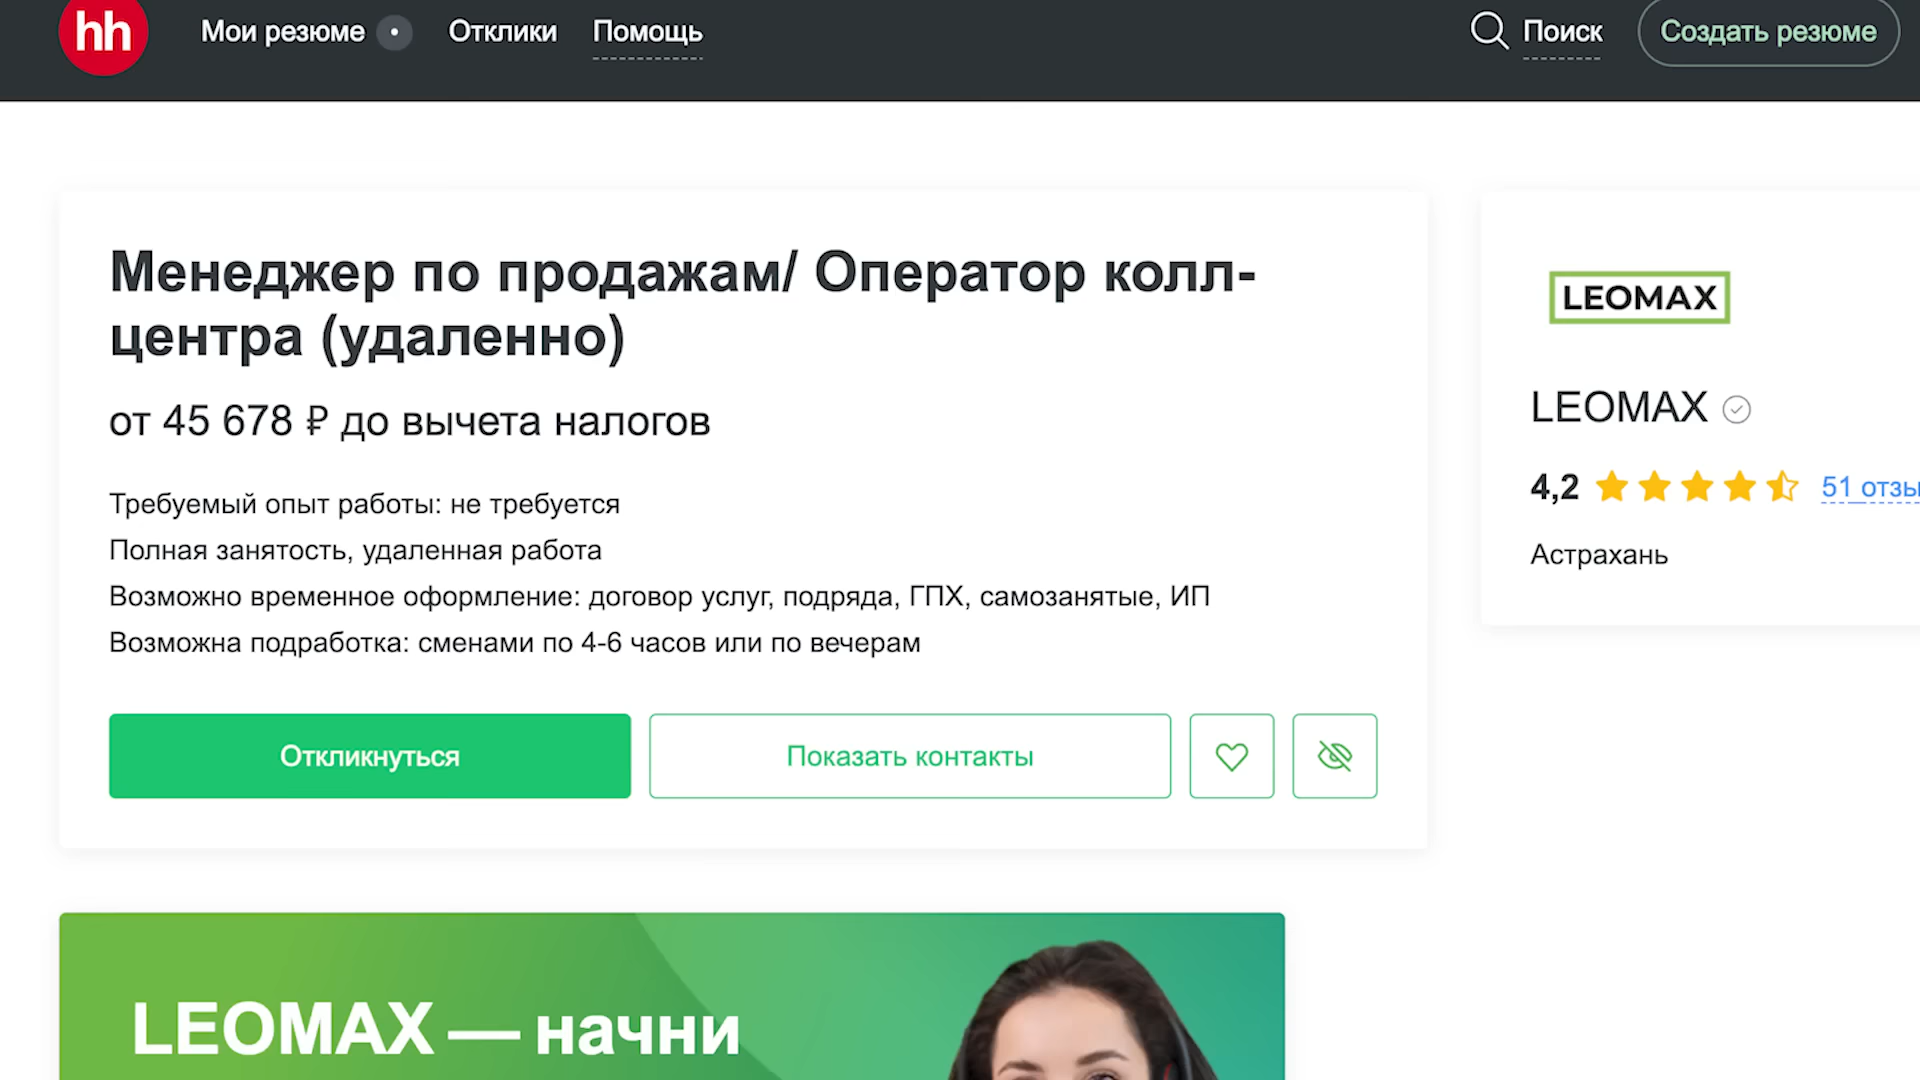 hh
Мои резюме
Отклики
Помощь
Поиск
Создать резюме
Менеджер по продажам/ Оператор колл-
центра (удаленно)
от 45 678 ₽ до вычета налогов
Требуемый опыт работы: не требуется
Полная занятость, удаленная работа
Возможно временное оформление: договор услуг, подряда, ГПХ, самозанятые, ИП
Возможна подработка: сменами по 4-6 часов или по вечерам
Откликнуться
Показать контакты
LEOMAX
LEOMAX
4,2
51 отзы
Астрахань
LEOMAX — начни